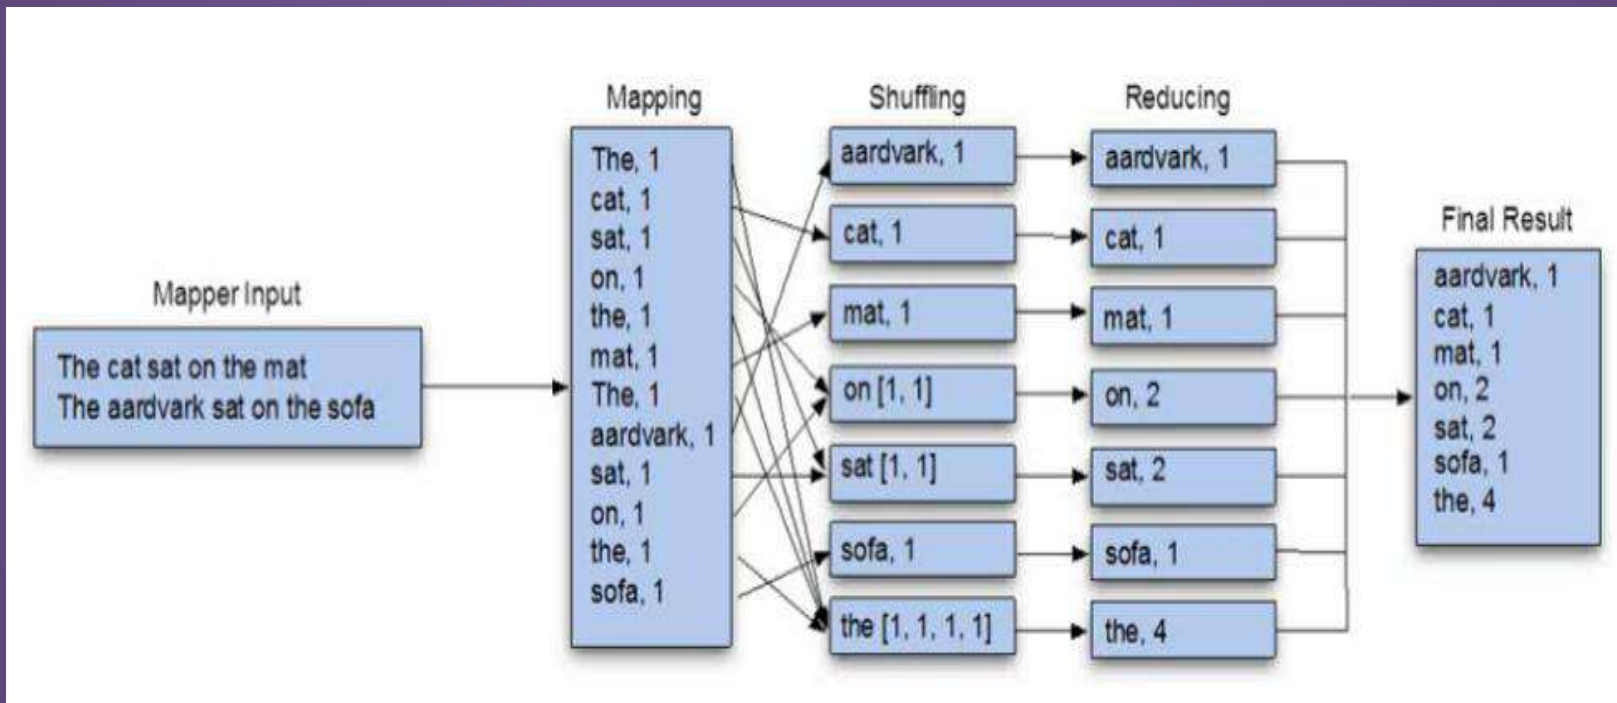 Mapper Input
The cat sat on the mat
The aardvark sat on the sofa
Mapping
The, 1
cat, 1
sat, 1
on, 1
the, 1
mat, 1
The, 1
aardvark, 1
sat, 1
on, 1
the, 1
sofa, 1
Shuffling
aardvark, 1
cat, 1
mat, 1
on [1, 1]
sat [1, 1]
sofa, 1
the [1, 1, 1, 1]
Reducing
aardvark, 1
cat, 1
mat, 1
on, 2
sat, 2
sofa, 1
the, 4
Final Result
aardvark, 1
cat, 1
mat, 1
on, 2
sat, 2
sofa, 1
the, 4